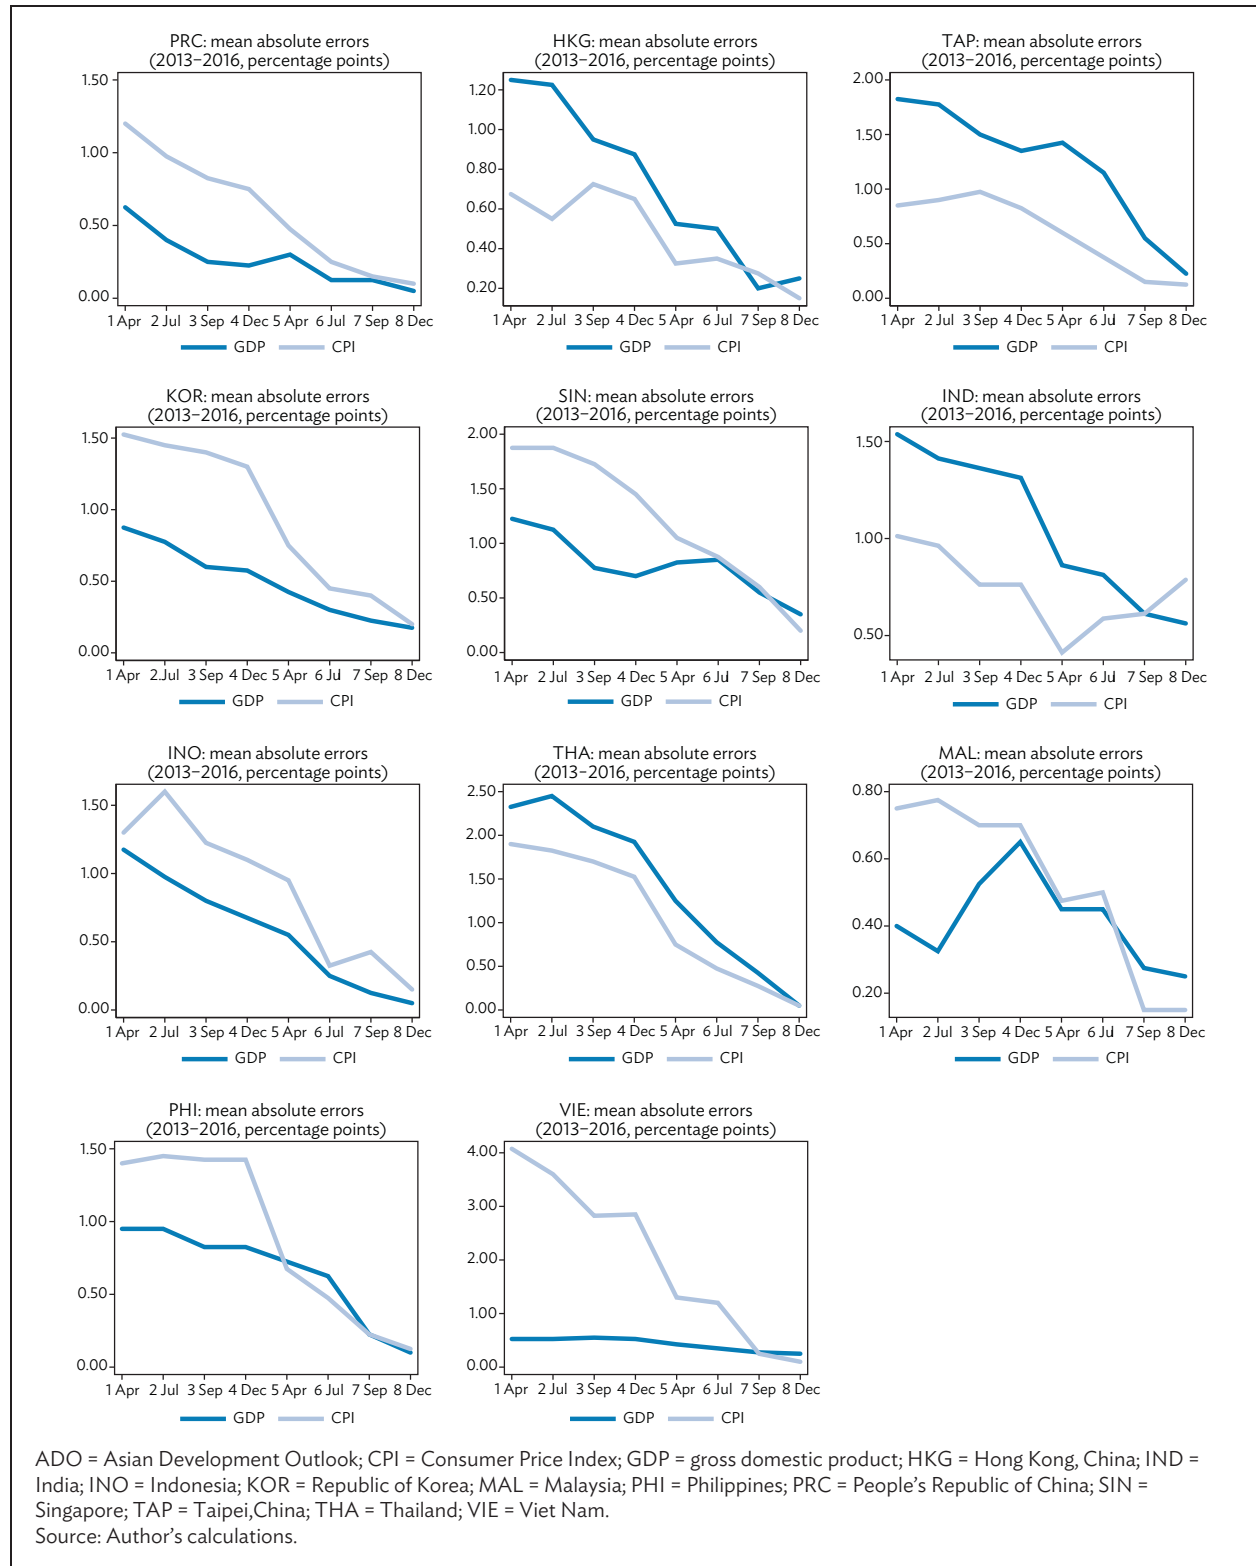 PRC: mean absolute errors
(2013–2016, percentage points)
1.50
1.00
0.50
0.00
1 Apr 2 Jul 3 Sep 4 Dec 5 Apr 6 Jul 7 Sep 8 Dec
GDP CPI
HKG: mean absolute errors
(2013–2016, percentage points)
1.20
1.00
0.80
0.60
0.40
0.20
1 Apr 2 Jul 3 Sep 4 Dec 5 Apr 6 Jul 7 Sep 8 Dec
GDP CPI
TAP: mean absolute errors
(2013–2016, percentage points)
2.00
1.50
1.00
0.50
0.00
1 Apr 2 Jul 3 Sep 4 Dec 5 Apr 6 Jul 7 Sep 8 Dec
GDP CPI
KOR: mean absolute errors
(2013–2016, percentage points)
1.50
1.00
0.50
0.00
1 Apr 2.Jul 3 Sep 4 Dec 5 Apr 6 Jul 7 Sep 8 Dec
GDP CPI
SIN: mean absolute errors
(2013–2016, percentage points)
2.00
1.50
1.00
0.50
0.00
1 Apr 2 Jul 3 Sep 4 Dec 5 Apr 6 Jul 7 Sep 8 Dec
GDP CPI
IND: mean absolute errors
(2013–2016, percentage points)
1.50
1.00
0.50
1 Apr 2 Jul 3 Sep 4 Dec 5 Apr 6 Jul 7 Sep 8 Dec
GDP CPI
INO: mean absolute errors
(2013–2016, percentage points)
1.50
1.00
0.50
0.00
1 Apr 2 Jul 3 Sep 4 Dec 5 Apr 6 Jul 7 Sep 8 Dec
GDP CPI
THA: mean absolute errors
(2013–2016, percentage points)
2.50
2.00
1.50
1.00
0.50
0.00
1 Apr 2 Jul 3 Sep 4 Dec 5 Apr 6 Jul 7 Sep 8 Dec
GDP CPI
MAL: mean absolute errors
(2013–2016, percentage points)
0.80
0.60
0.40
0.20
1 Apr 2 Jul 3 Sep 4 Dec 5 Apr 6 Jul 7 Sep 8 Dec
GDP CPI
PHI: mean absolute errors
(2013–2016, percentage points)
1.50
1.00
0.50
0.00
1 Apr 2 Jul 3 Sep 4 Dec 5 Apr 6 Jul 7 Sep 8 Dec
GDP CPI
VIE: mean absolute errors
(2013–2016, percentage points)
4.00
3.00
2.00
1.00
0.00
1 Apr 2 Jul 3 Sep 4 Dec 5 Apr 6 Jul 7 Sep 8 Dec
GDP CPI
ADO = Asian Development Outlook; CPI = Consumer Price Index; GDP = gross domestic product; HKG = Hong Kong, China; IND =
India; INO = Indonesia; KOR = Republic of Korea; MAL = Malaysia; PHI = Philippines; PRC = People’s Republic of China; SIN =
Singapore; TAP = Taipei,China; THA = Thailand; VIE = Viet Nam.
Source: Author’s calculations.